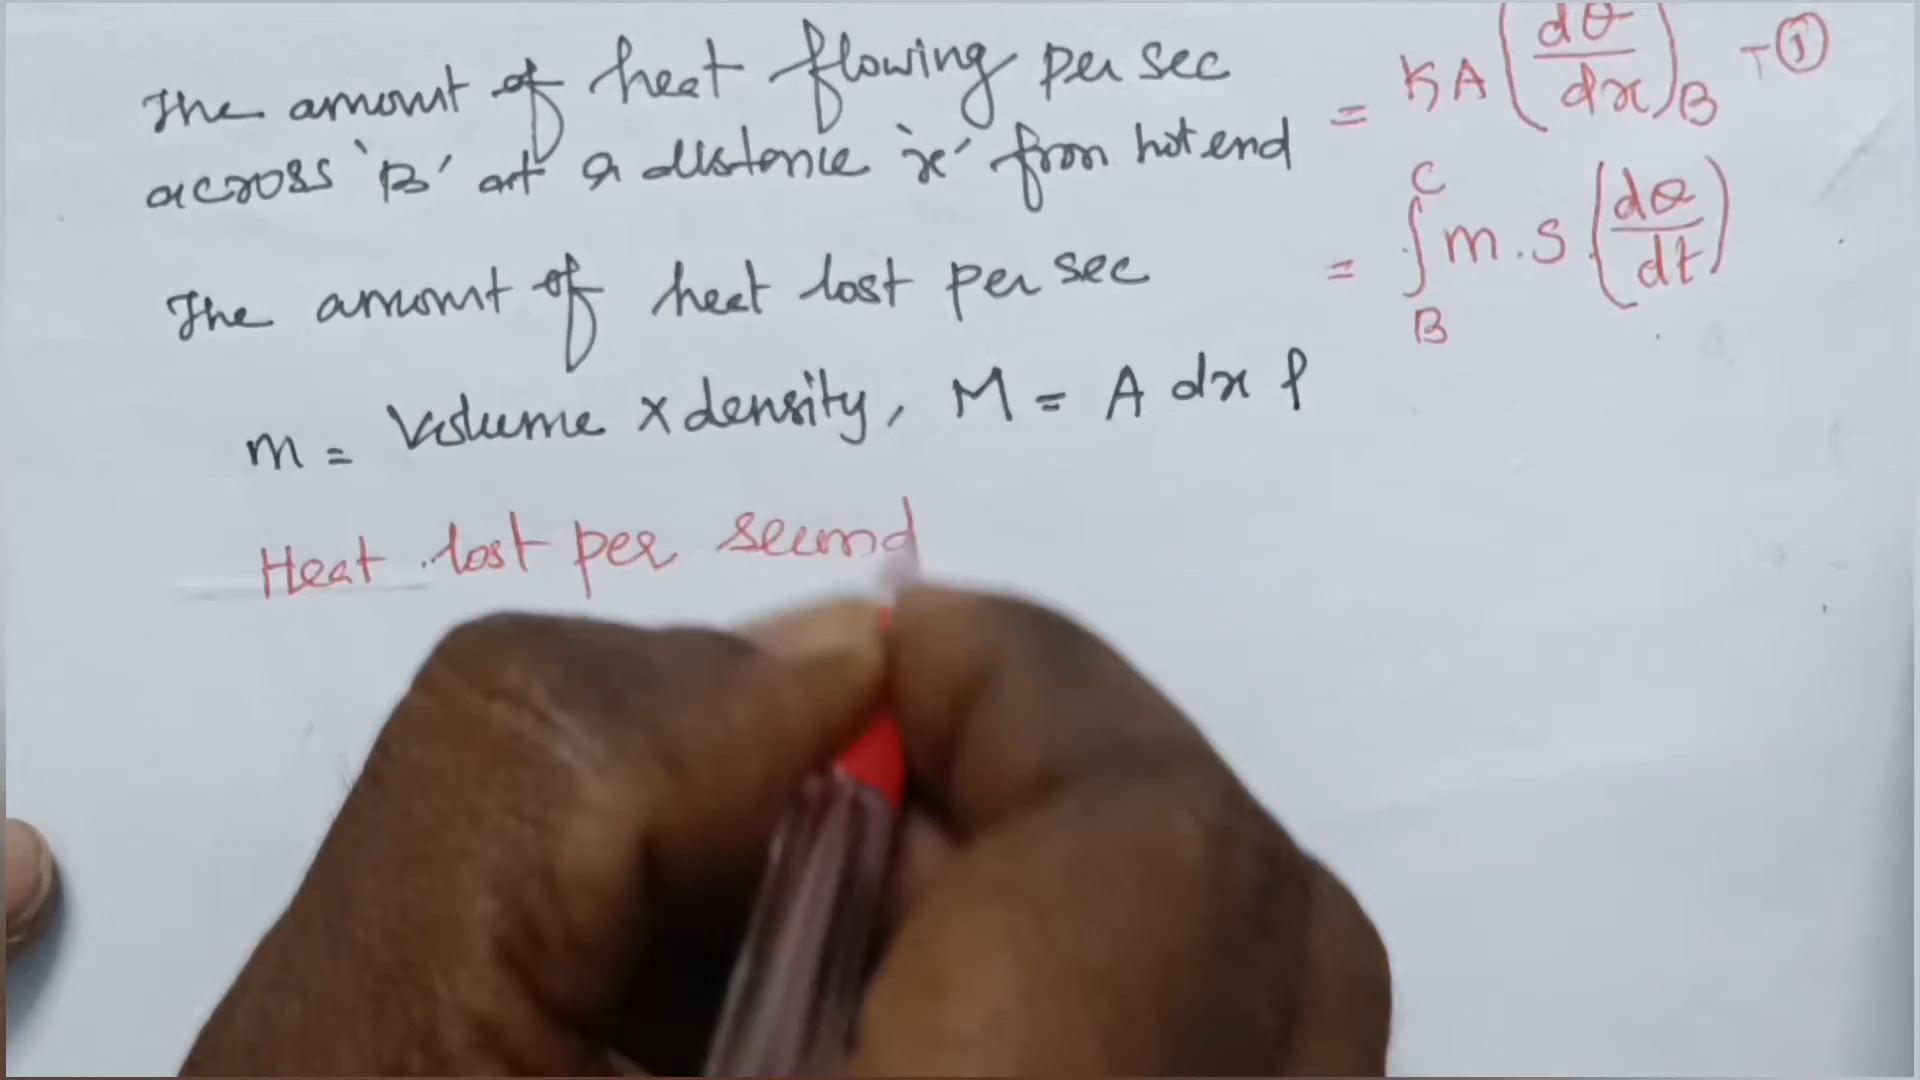 The amount of heat flowing per sec
across 'B' at a distance 'x' from hot end = KA (dθ/dx)B - ①
The amount of heat lost per sec = ∫ C B m.s (dθ/dt)
m = Volume x density, M = A dx ρ
Heat lost per second